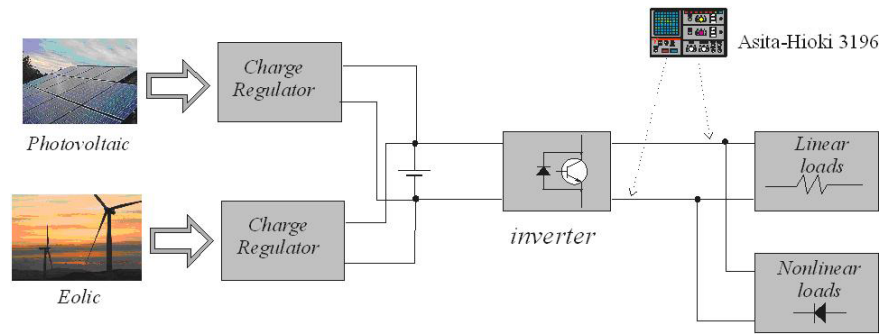 Asita-Hioki 3196
Charge
Regulator
Photovoltaic
Linear
loads
Charge
Regulator
inverter
Eolic
Nonlinear
loads